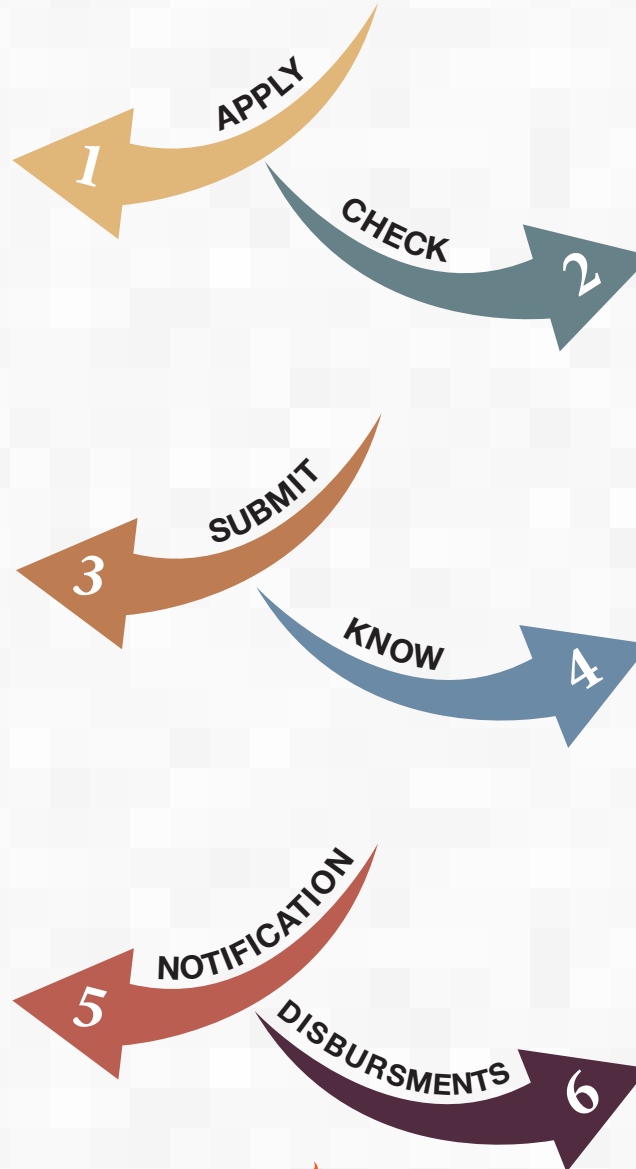 APPLY
1
CHECK
2
SUBMIT
3
KNOW
4
NOTIFICATION
5
DISBURSMENTS
6